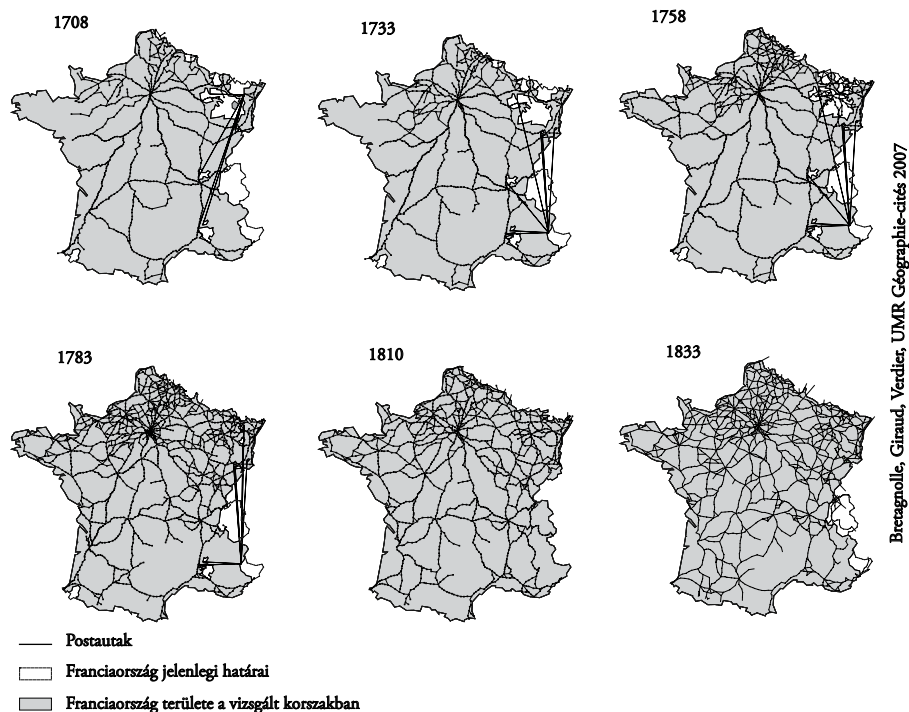 1708
1733
1758
1783
1810
1833
Postautak
Franciaország jelenlegi határai
Franciaország területe a vizsgált korszakban
Bretagnolle, Giraud, Verdier, UMR Géographie-cités 2007